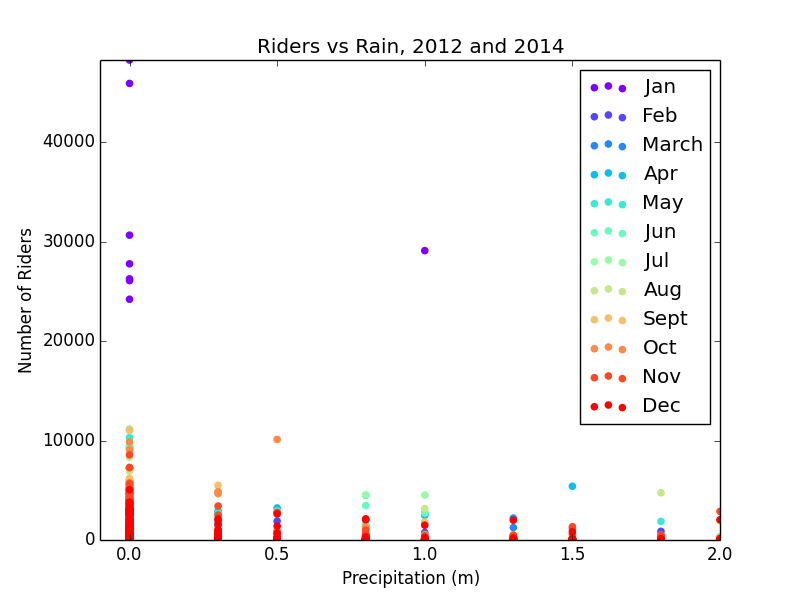 Riders vs Rain, 2012 and 2014
Number of Riders
40000
30000
20000
10000
0
0.0 0.5 1.0 1.5 2.0
Precipitation (m)
Jan
Feb
March
Apr
May
Jun
Jul
Aug
Sept
Oct
Nov
Dec